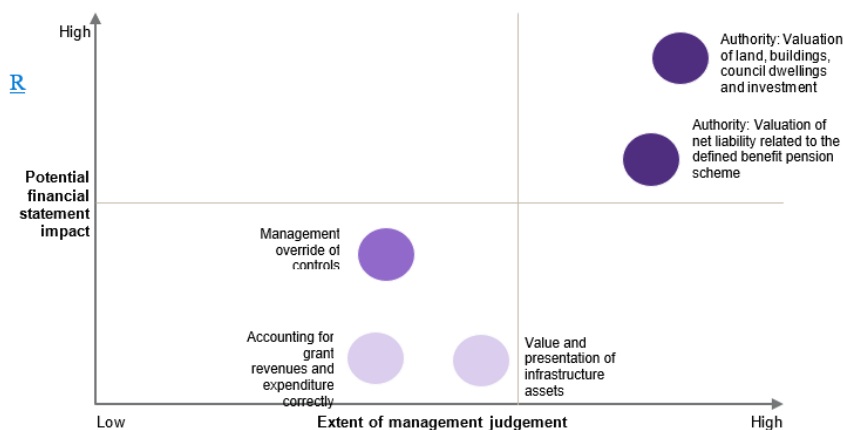 High
Authority: Valuation
of land, buildings,
council dwellings
and investment
R
Authority: Valuation of
net liability related to the
defined benefit pension
scheme
Potential
financial
statement
impact
Management
override of
controls
Accounting for
grant
revenues and
expenditure
correctly
Value and
presentation of
infrastructure
assets
Low
Extent of management judgement
High